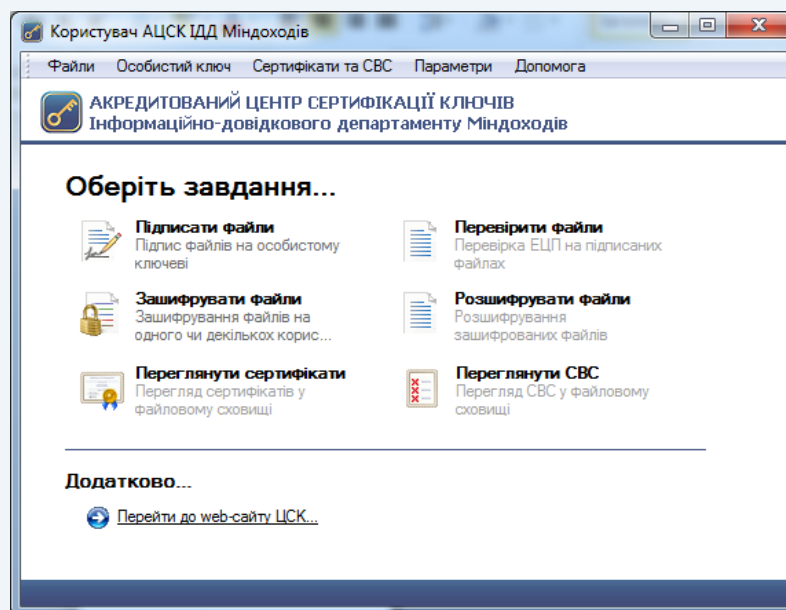 Користувач АЦСК ІДД Міндоходів
Файли Особистий ключ Сертифікати та СВС Параметри Допомога
АКРЕДИТОВАНИЙ ЦЕНТР СЕРТИФІКАЦІЇ КЛЮЧІВ
Інформаційно-довідкового департаменту Міндоходів
Оберіть завдання...
Підписати файли
Підпис файлів на особистому
ключеві
Перевірити файли
Перевірка ЕЦП на підписаних
файлах
Зашифрувати файли
Зашифрування файлів на
одного чи декількох корис...
Розшифрувати файли
Розшифрування
зашифрованих файлів
Переглянути сертифікати
Перегляд сертифікатів у
файловому сховищі
Переглянути СВС
Перегляд СВС у файловому
сховищі
Додатково...
Перейти до web-сайту ЦСК...